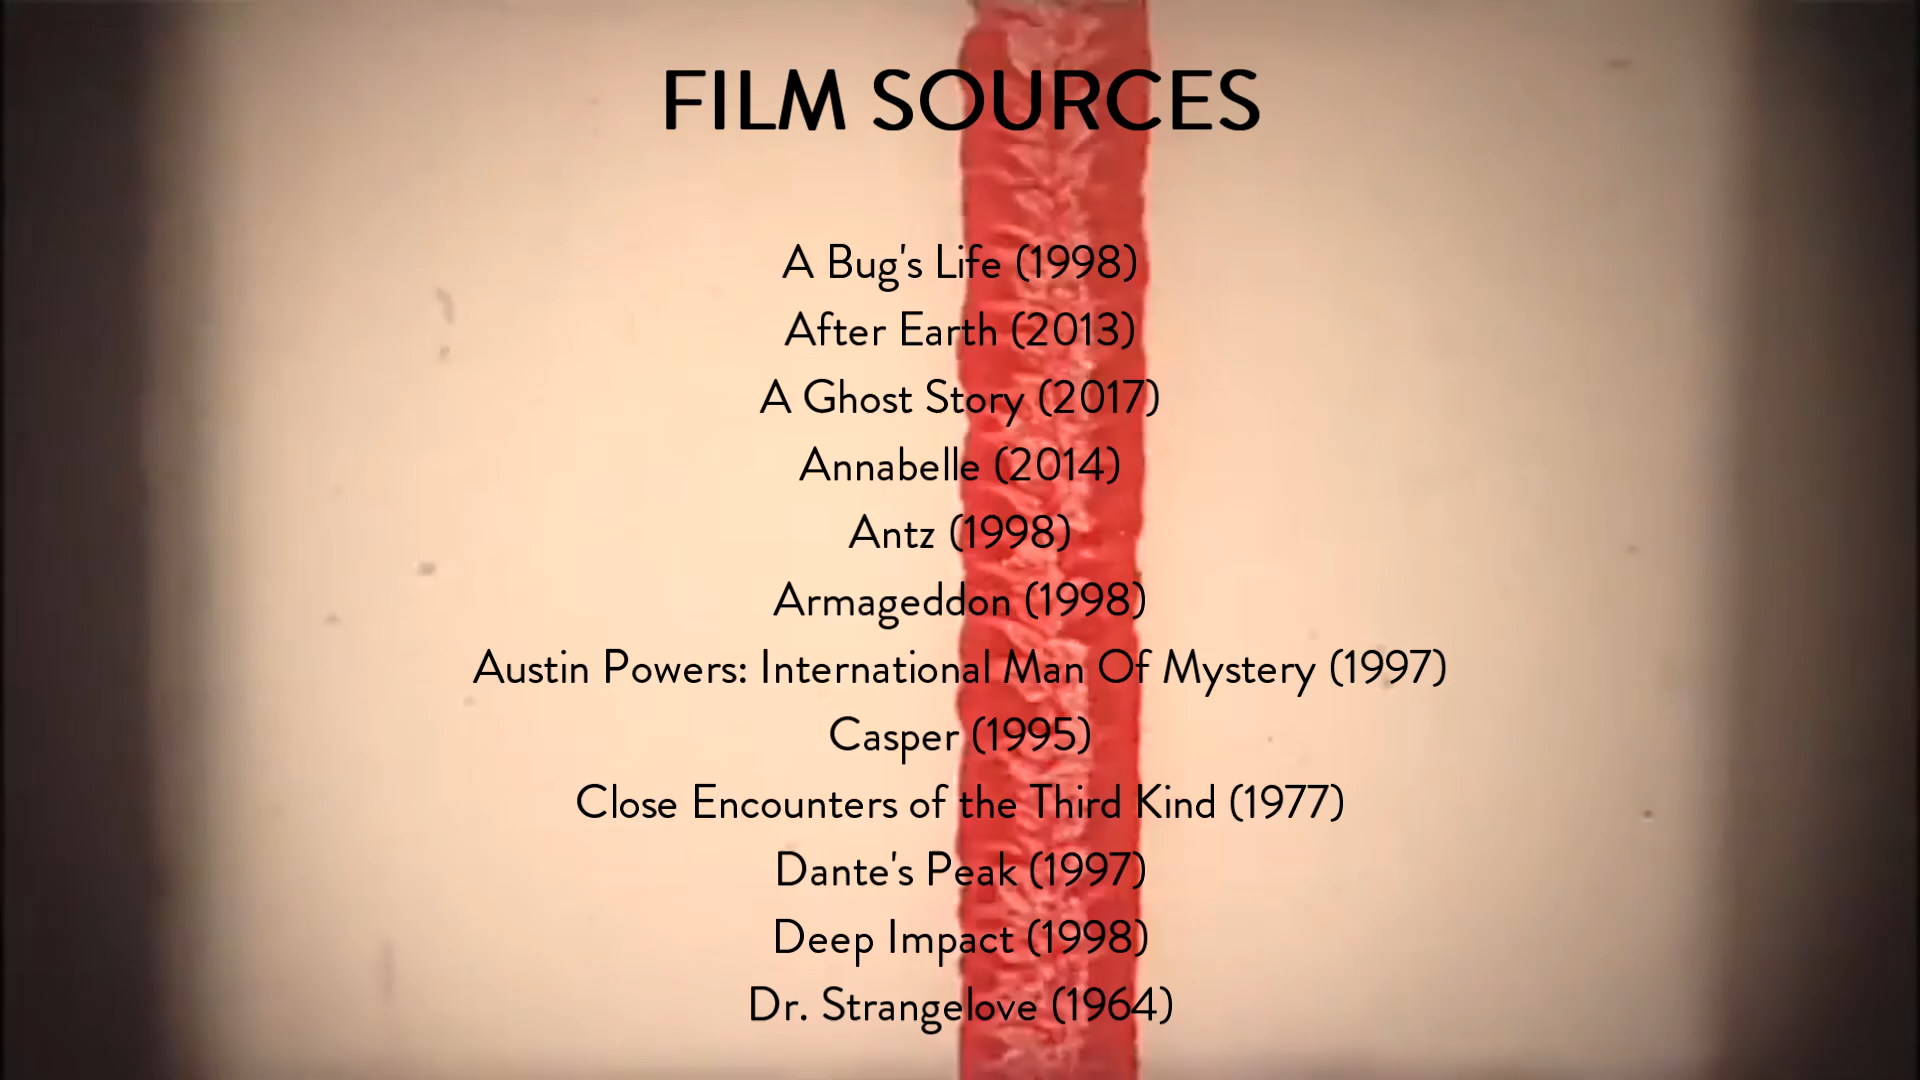 FILM SOURCES
A Bug's Life (1998)
After Earth (2013)
A Ghost Story (2017)
Annabelle (2014)
Antz (1998)
Armageddon (1998)
Austin Powers: International Man Of Mystery (1997)
Casper (1995)
Close Encounters of the Third Kind (1977)
Dante's Peak (1997)
Deep Impact (1998)
Dr. Strangelove (1964)